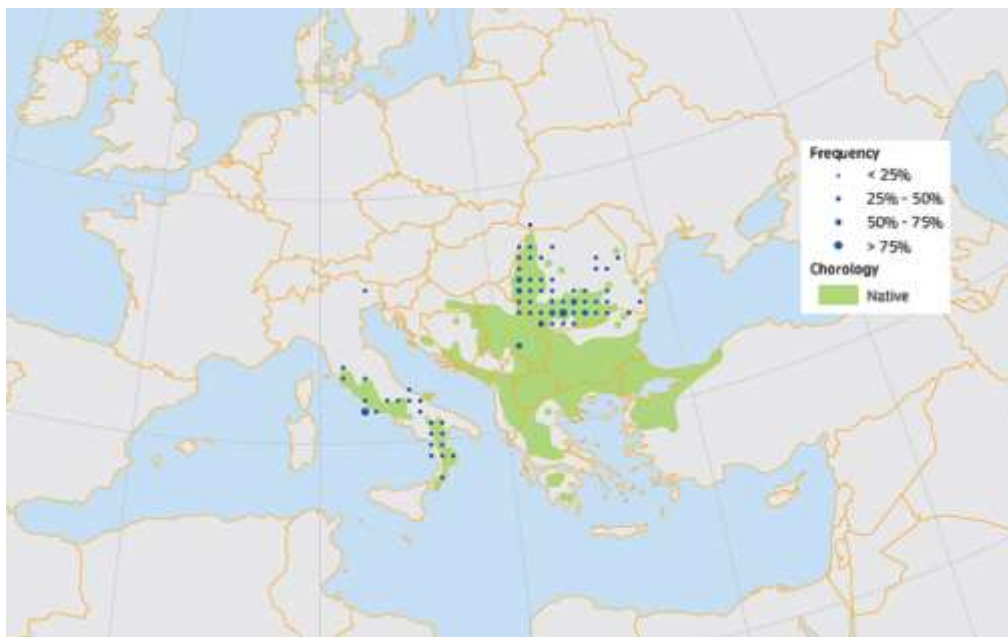 Frequency
< 25%
25% - 50%
50% - 75%
> 75%
Chorology
Native